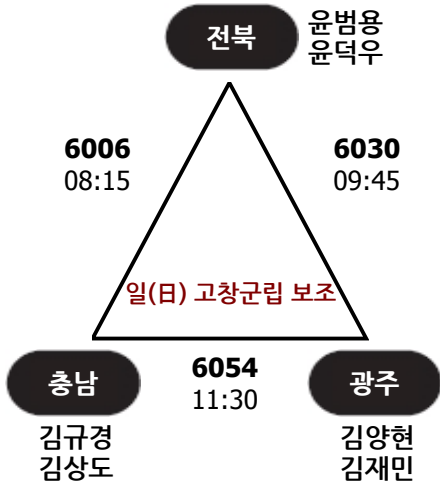 전북
윤범용
윤덕우
6006
08:15
6030
09:45
일(日) 고창군립 보조
6054
11:30
충남
김규경
김상도
광주
김양현
김재민